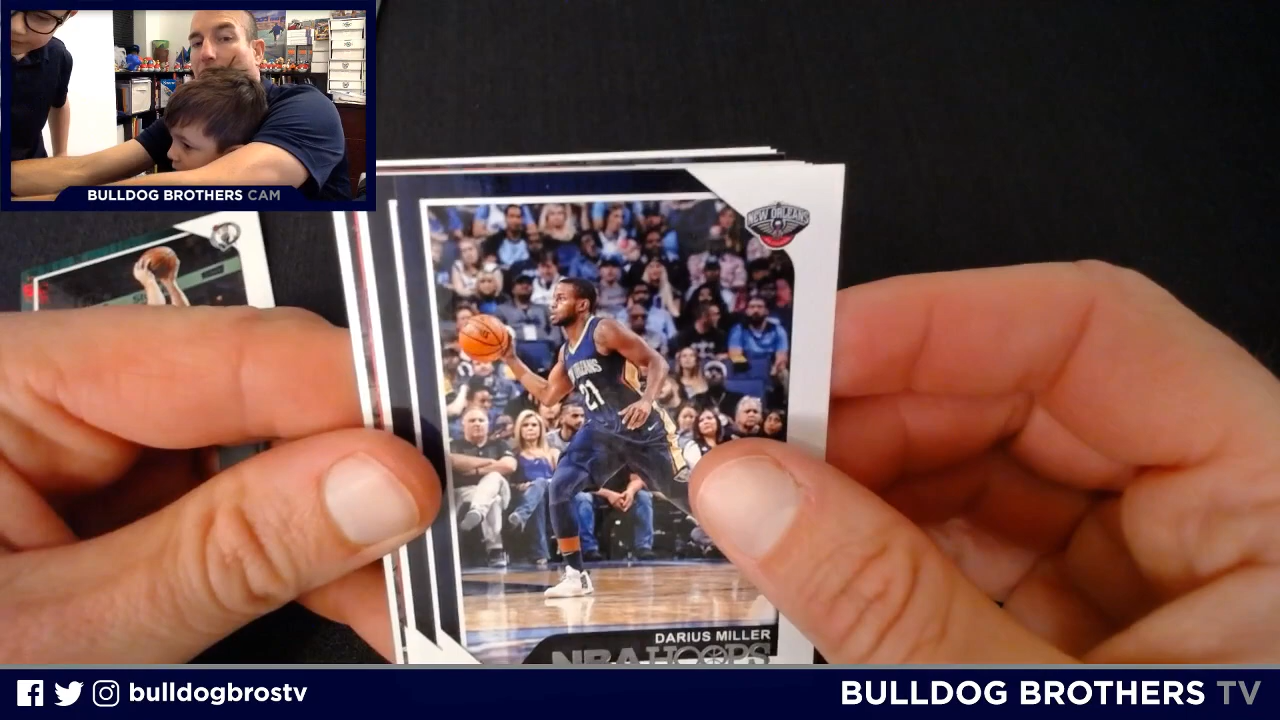 BULLDOG BROTHERS CAM
NEW ORLEANS
21
DARIUS MILLER
NBA HOOPS
bulldogbrostv
BULLDOG BROTHERS TV